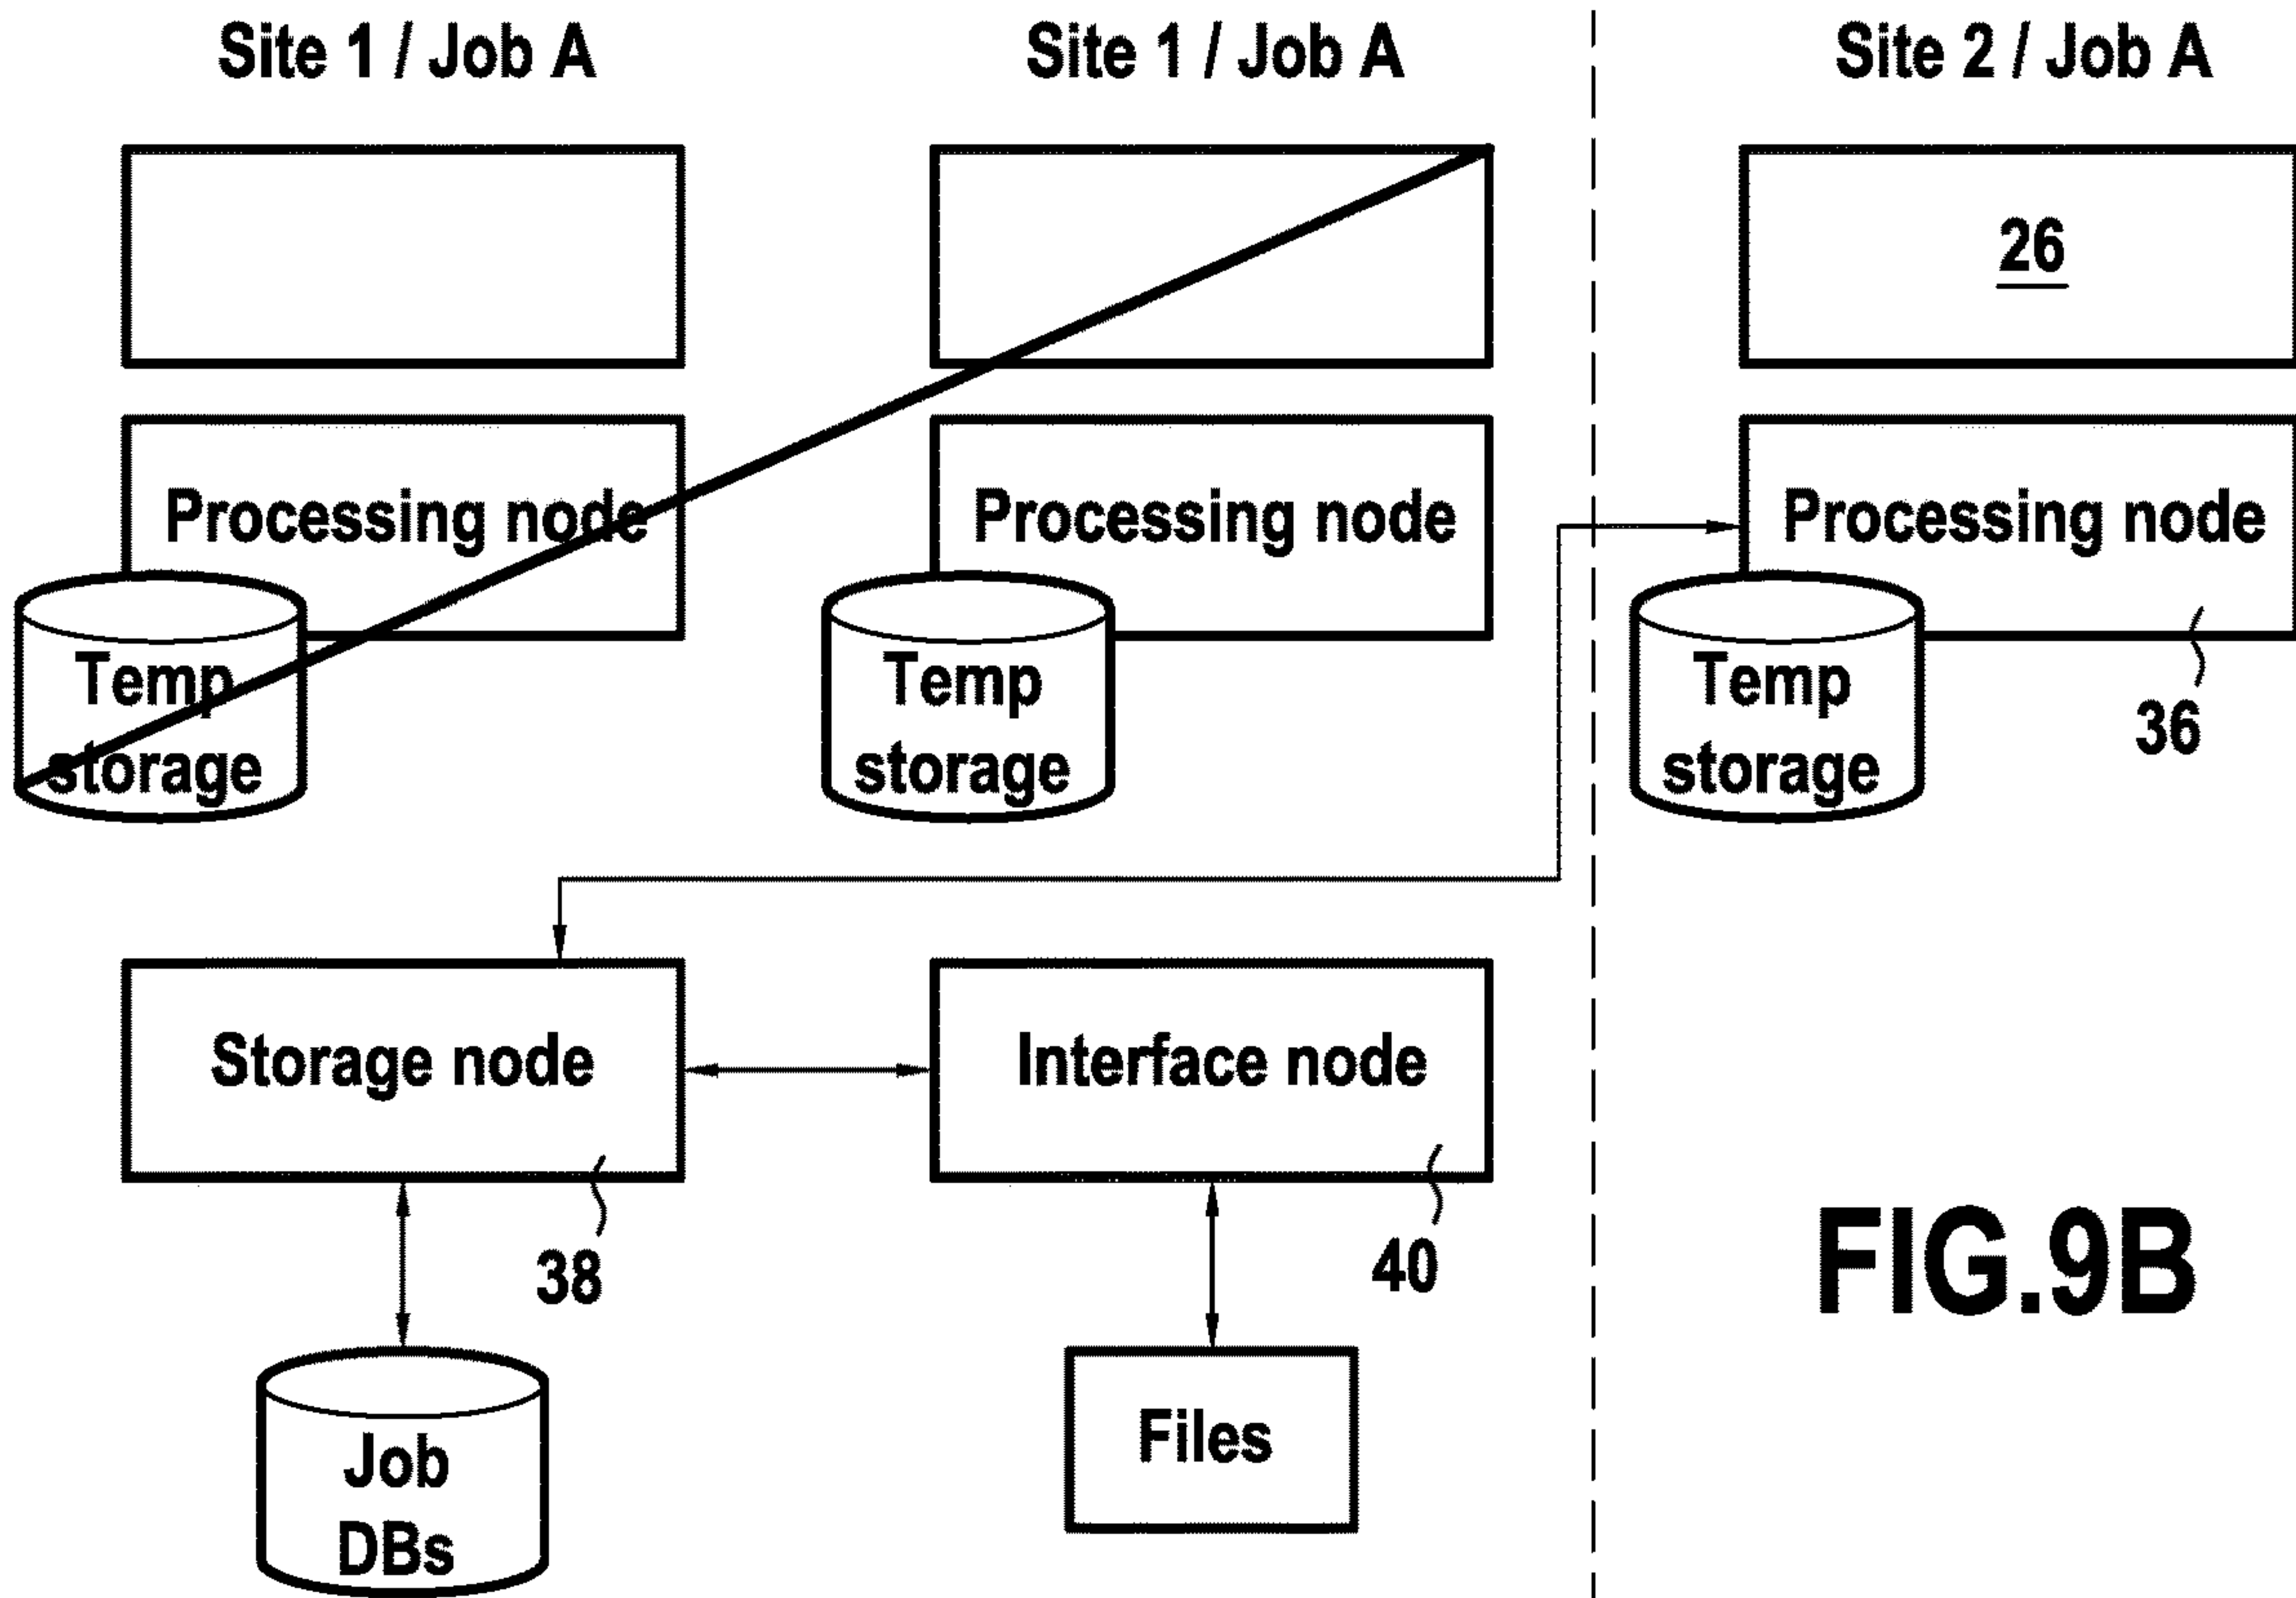 Site 1 / Job A
Site 1 / Job A
Site 2 / Job A
26
Processing node
Processing node
Processing node
Temp
storage
Temp
storage
Temp
storage
36
Storage node
Interface node
38
40
Job
DBs
Files
FIG.9B